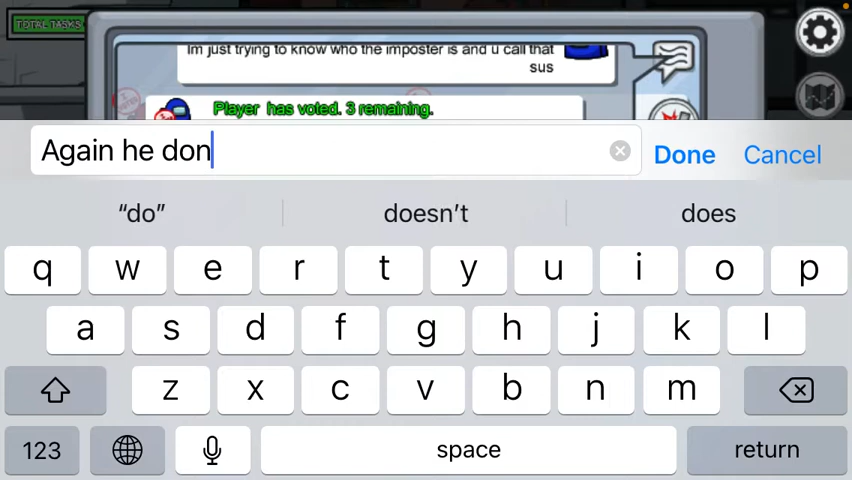 TOTAL TASKS
Im just trying to know who the imposter is and u call that
sus
Player has voted. 3 remaining.
Again he don
Done
Cancel
“do”
doesn't
does
q w e r t y u i o p
a s d f g h j k l
z x c v b n m
123
space
return